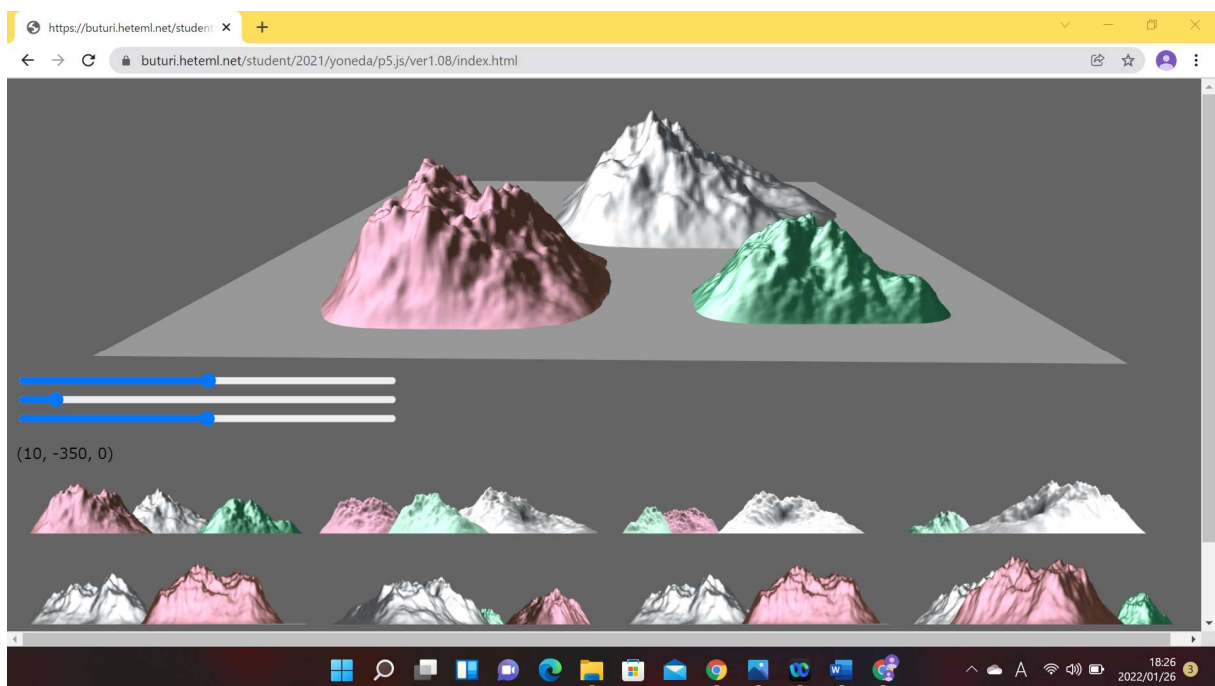 https://buturi.heteml.net/student
buturi.heteml.net/student/2021/yoneda/p5.js/ver1.08/index.html
(10, -350, 0)
A
18:26
2022/01/26
3